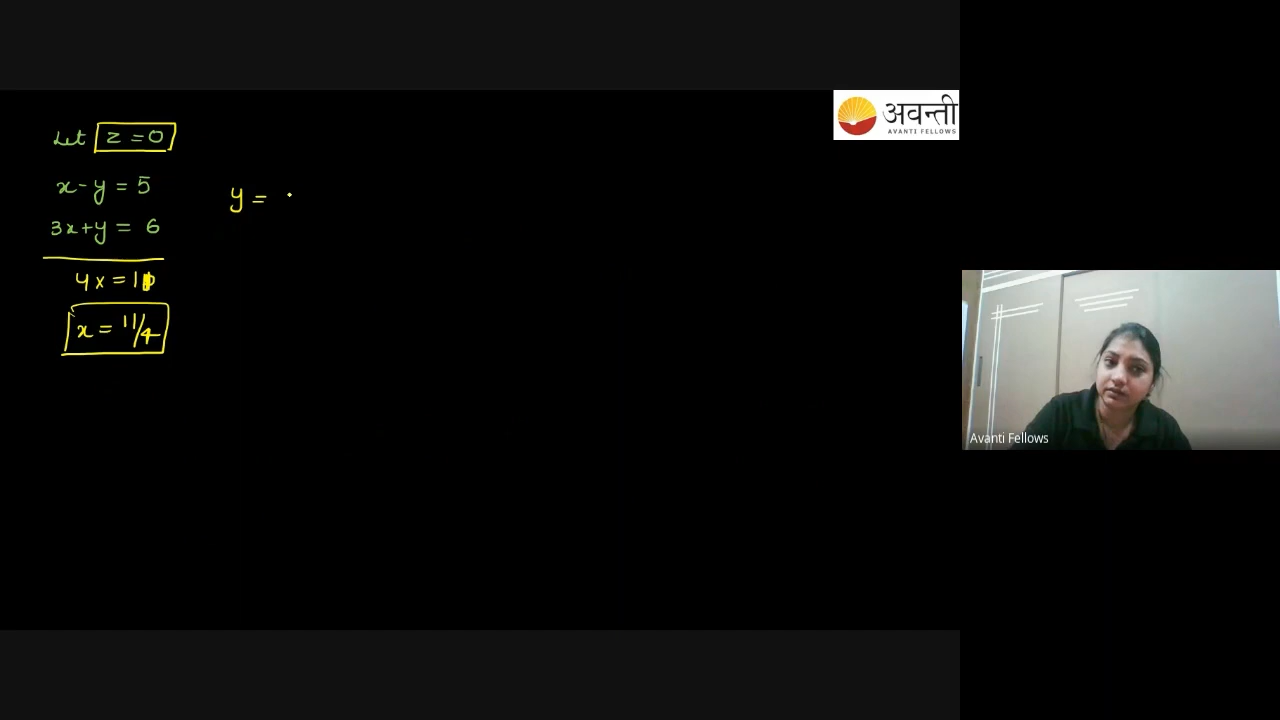 Let z = 0
x - y = 5
3x + y = 6
4x = 11
x = 11/4
y =
अवन्ती
AVANTI FELLOWS
Avanti Fellows